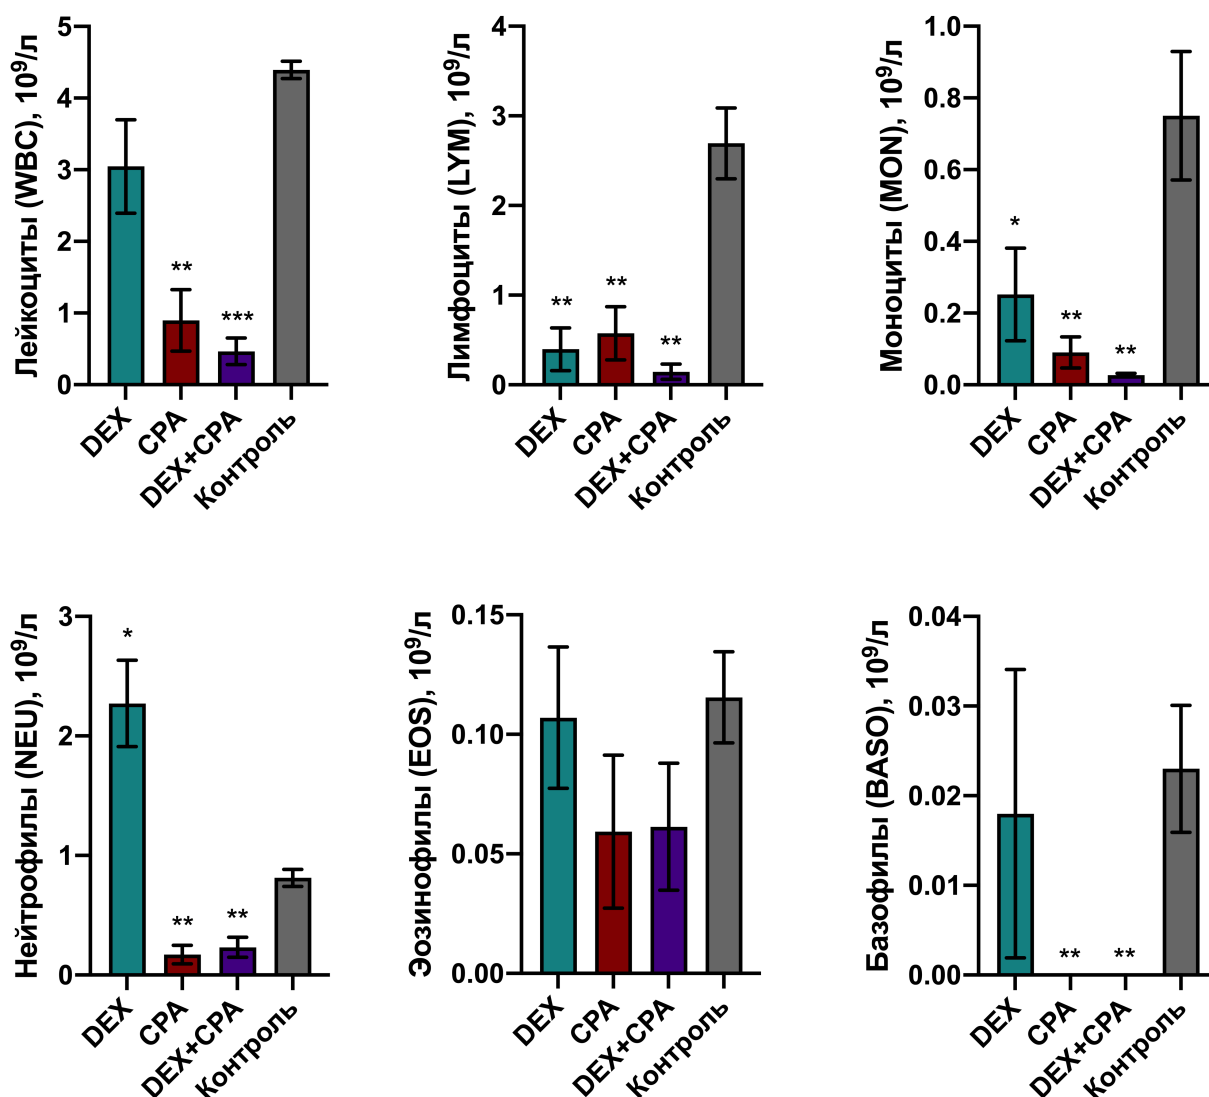 Лейкоциты (WBC), 10⁹/л
5
4
3
2
1
0
**
***
DEX
CPA
DEX+CPA
Контроль
Лимфоциты (LYM), 10⁹/л
4
3
2
1
0
**
**
**
DEX
CPA
DEX+CPA
Контроль
Моноциты (MON), 10⁹/л
1.0
0.8
0.6
0.4
0.2
0.0
*
**
**
DEX
CPA
DEX+CPA
Контроль
Нейтрофилы (NEU), 10⁹/л
3
2
1
0
*
**
**
DEX
CPA
DEX+CPA
Контроль
Эозинофилы (EOS), 10⁹/л
0.15
0.10
0.05
0.00
DEX
CPA
DEX+CPA
Контроль
Базофилы (BASO), 10⁹/л
0.04
0.03
0.02
0.01
0.00
**
**
DEX
CPA
DEX+CPA
Контроль